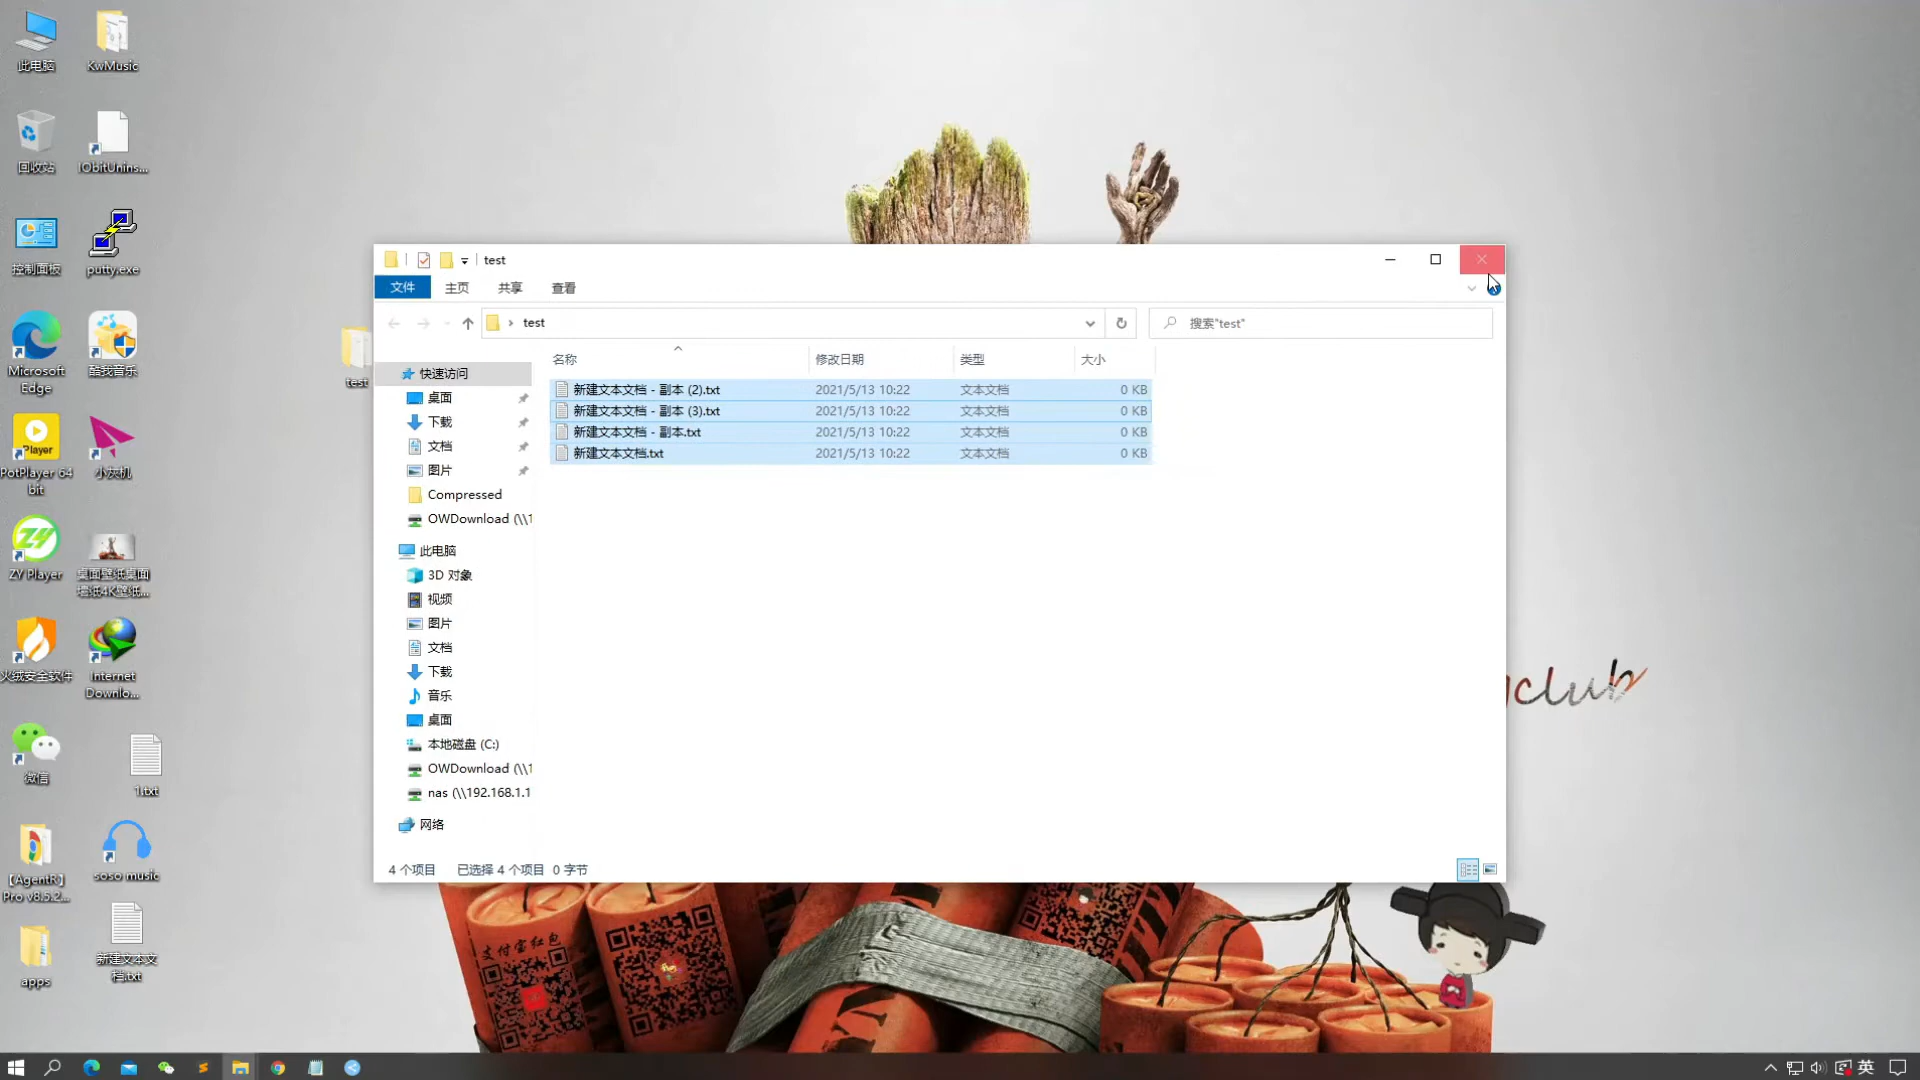 此电脑
KwMusic
回收站
IObitUnins...
控制面板
putty.exe
Microsoft
Edge
酷我音乐
PotPlayer 64
bit
小灰机
ZY Player
桌面壁纸桌面
墙纸4K壁纸...
火绒安全软件
Internet
Downlo...
微信
1.txt
【AgentR】
Pro v8.5.2...
soso music
apps
新建文本文
档.txt
test
test
文件
主页
共享
查看
test
搜索"test"
名称
修改日期
类型
大小
新建文本文档 - 副本 (2).txt
2021/5/13 10:22
文本文档
0 KB
新建文本文档 - 副本 (3).txt
2021/5/13 10:22
文本文档
0 KB
新建文本文档 - 副本.txt
2021/5/13 10:22
文本文档
0 KB
新建文本文档.txt
2021/5/13 10:22
文本文档
0 KB
快速访问
桌面
下载
文档
图片
Compressed
OWDownload (\\1
此电脑
3D 对象
视频
图片
文档
下载
音乐
桌面
本地磁盘 (C:)
OWDownload (\\1
nas (\\192.168.1.1
网络
4 个项目
已选择 4 个项目
0 字节
club
支付宝红包
英